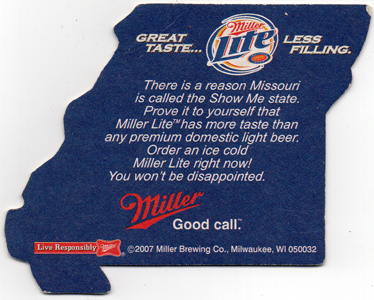 GREAT TASTE...
Miller
Lite
LESS FILLING.
There is a reason Missouri
is called the Show Me state.
Prove it to yourself that
Miller Lite™ has more taste than
any premium domestic light beer.
Order an ice cold
Miller Lite right now!
You won't be disappointed.
Miller
Good call.™
Live Responsibly Miller
©2007 Miller Brewing Co., Milwaukee, WI 050032